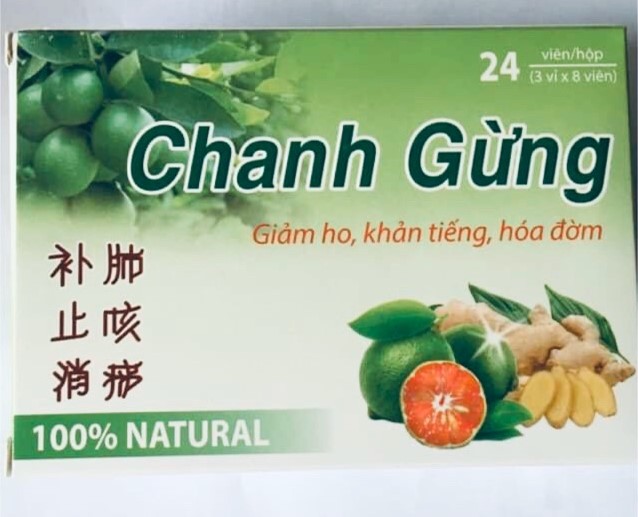 24 viên/hộp
(3 vỉ x 8 viên)
Chanh Gừng
Giảm ho, khản tiếng, hóa đờm
补肺
止咳
消
100% NATURAL